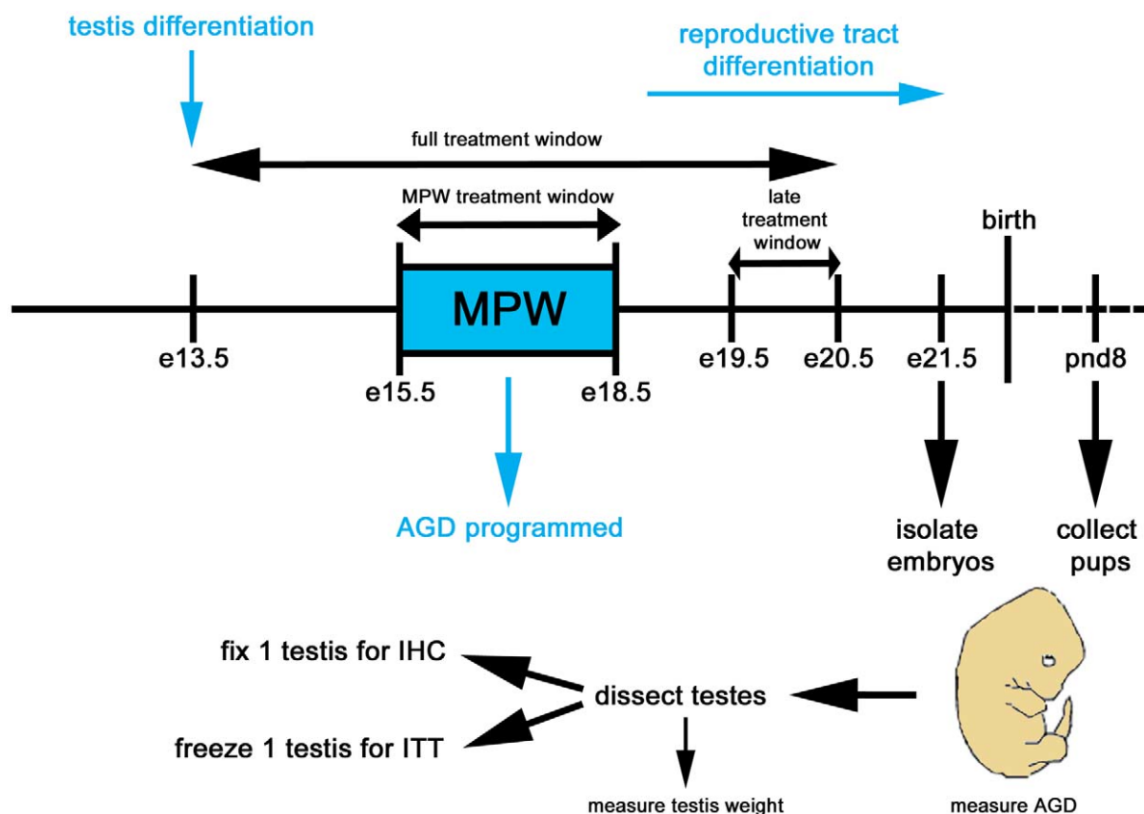 testis differentiation
reproductive tract
differentiation
full treatment window
MPW treatment window
late
treatment
window
birth
MPW
e13.5
e15.5
e18.5
e19.5
e20.5
e21.5
pnd8
AGD programmed
isolate
embryos
collect
pups
fix 1 testis for IHC
dissect testes
freeze 1 testis for ITT
measure testis weight
measure AGD